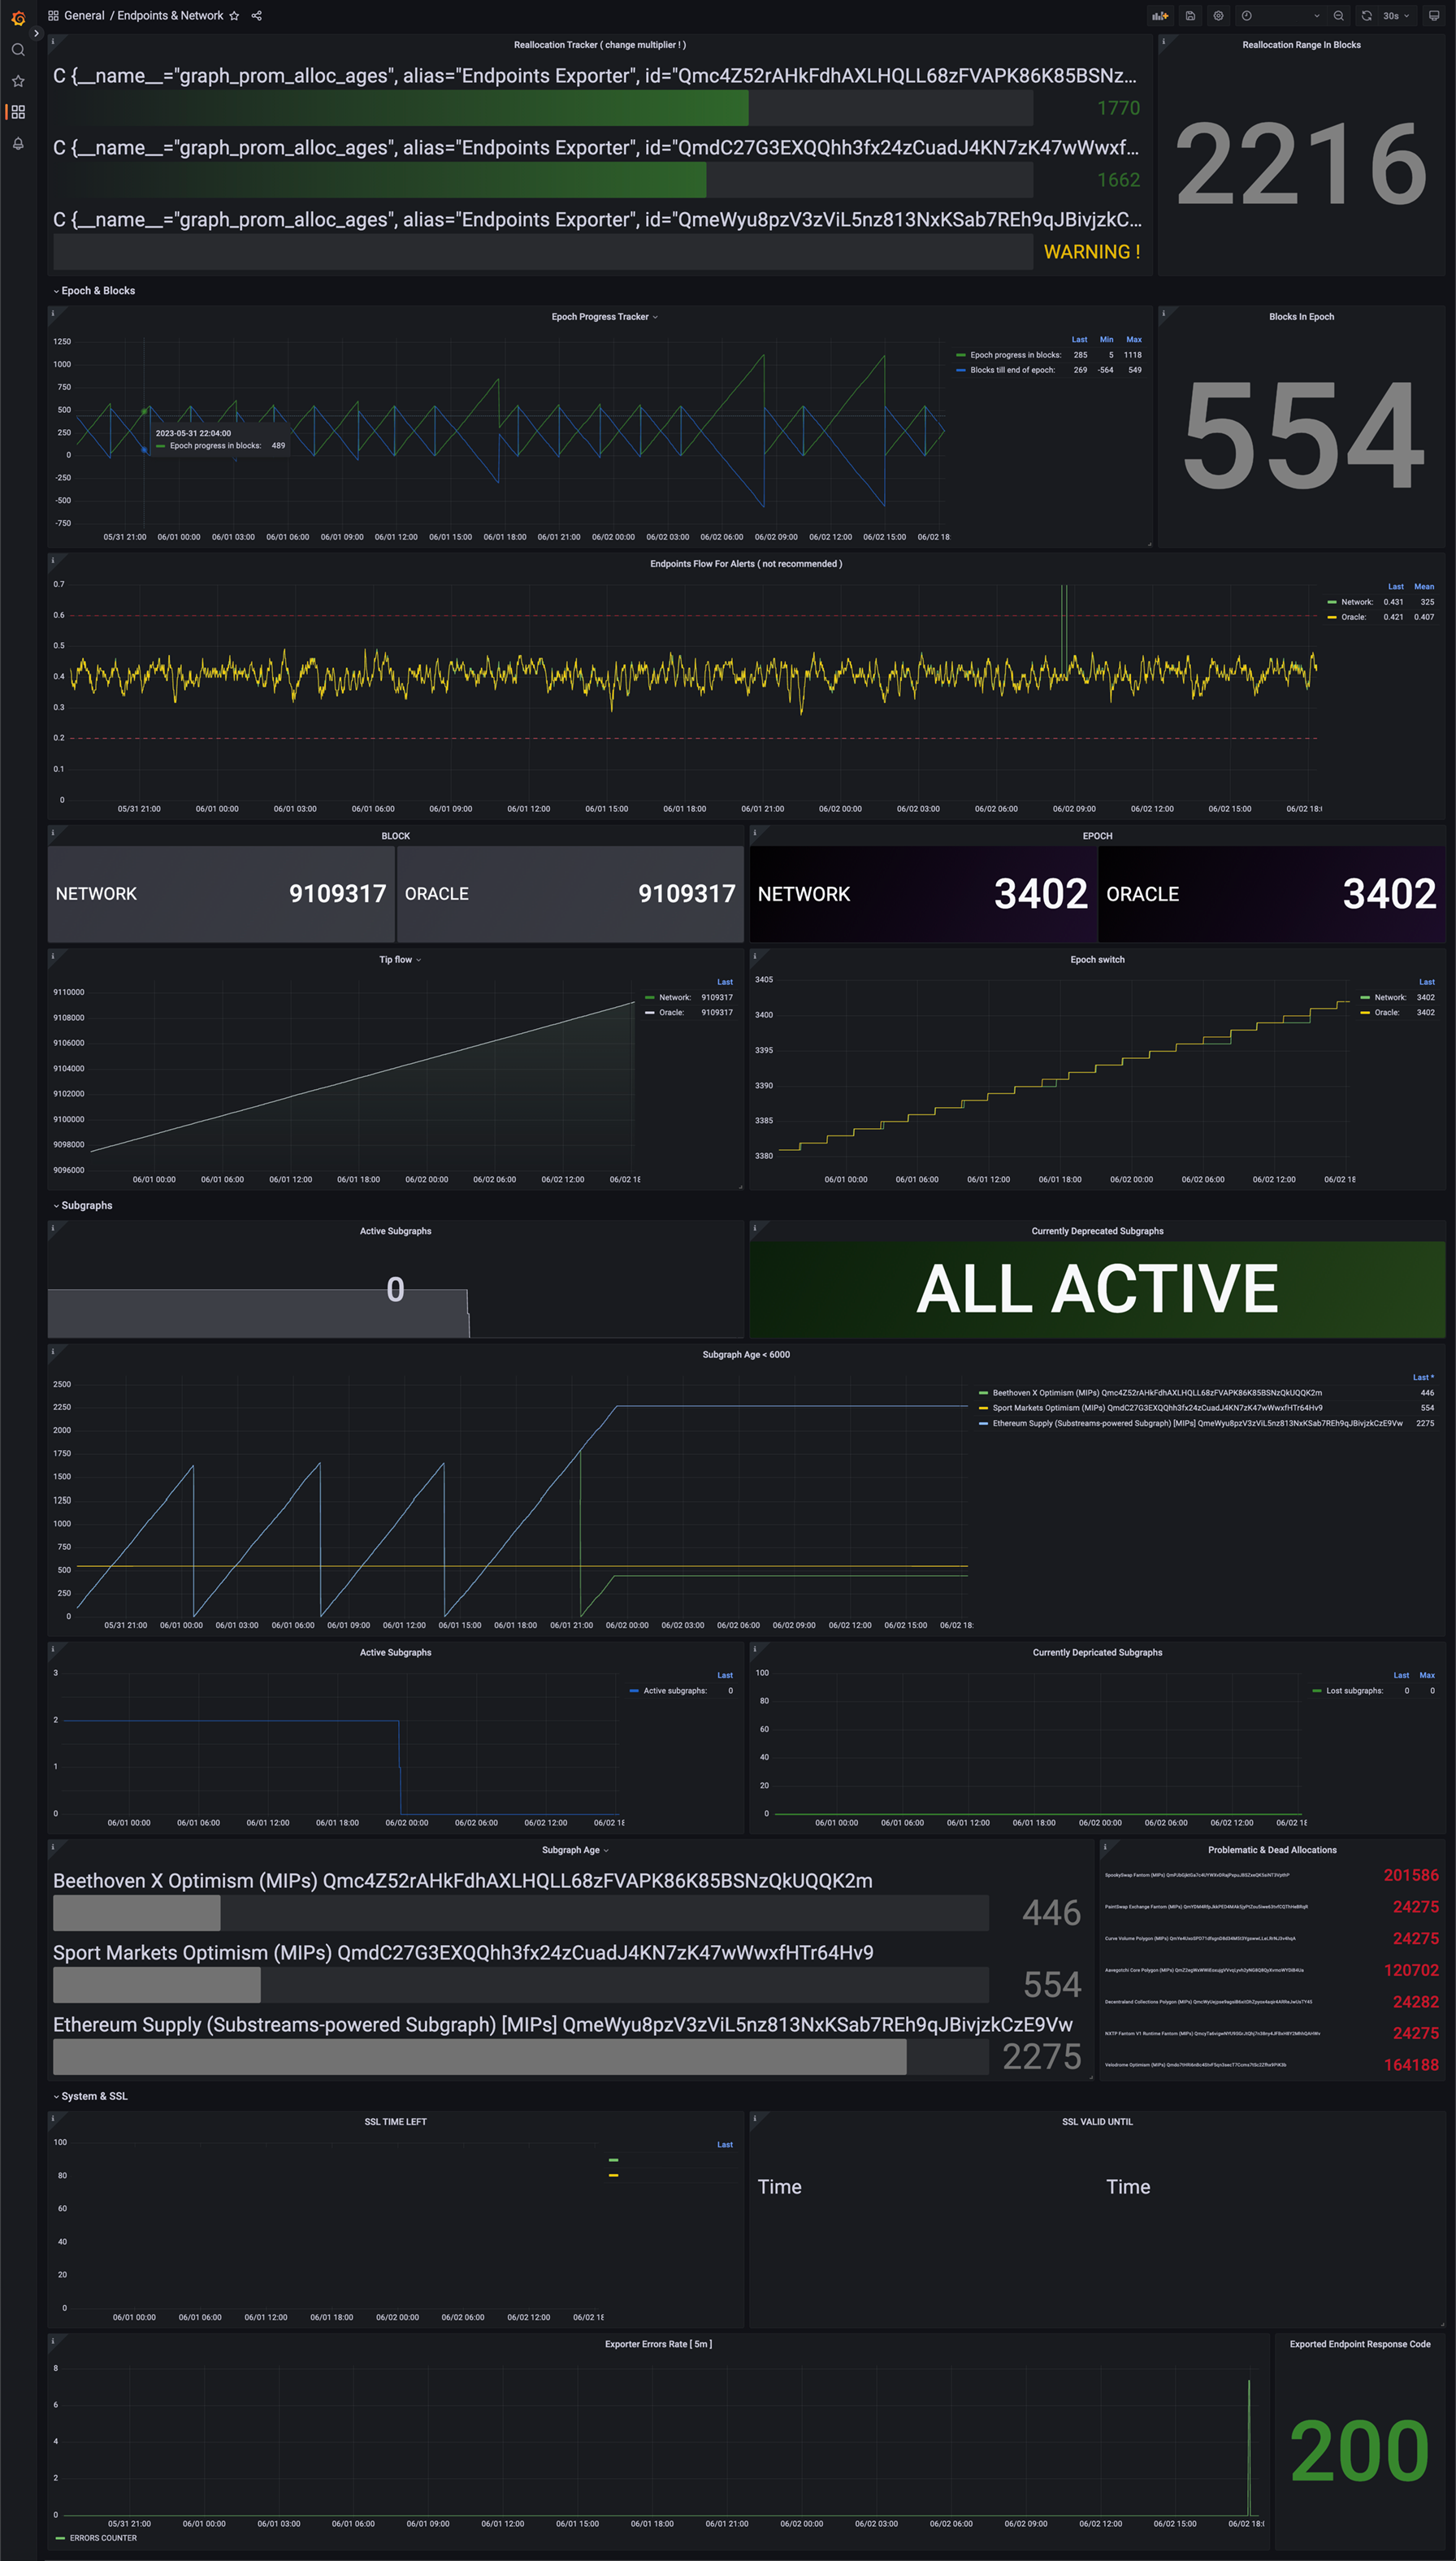 General / Endpoints & Network
30s
Reallocation Tracker ( change multiplier ! )
C {__name__="graph_prom_alloc_ages", alias="Endpoints Exporter", id="Qmc4Z52rAHkFdhAXLHQLL68zFVAPK86K85BSNz...
1770
C {__name__="graph_prom_alloc_ages", alias="Endpoints Exporter", id="QmdC27G3EXQQhh3fx24zCuadJ4KN7zK47wWwxf...
1662
C {__name__="graph_prom_alloc_ages", alias="Endpoints Exporter", id="QmeWyu8pzV3zViL5nz813NxKSab7REh9qJBivjzkC...
WARNING !
Reallocation Range In Blocks
2216
Epoch & Blocks
Epoch Progress Tracker
1250
1000
750
500
250
0
-250
-500
-750
2023-05-31 22:04:00
Epoch progress in blocks: 489
05/31 21:00 06/01 00:00 06/01 03:00 06/01 06:00 06/01 09:00 06/01 12:00 06/01 15:00 06/01 18:00 06/01 21:00 06/02 00:00 06/02 03:00 06/02 06:00 06/02 09:00 06/02 12:00 06/02 15:00 06/02 18
Last Min Max
Epoch progress in blocks: 285 5 1118
Blocks till end of epoch: 269 -564 549
Blocks In Epoch
554
Endpoints Flow For Alerts ( not recommended )
0.7
0.6
0.5
0.4
0.3
0.2
0.1
0
05/31 21:00 06/01 00:00 06/01 03:00 06/01 06:00 06/01 09:00 06/01 12:00 06/01 15:00 06/01 18:00 06/01 21:00 06/02 00:00 06/02 03:00 06/02 06:00 06/02 09:00 06/02 12:00 06/02 15:00 06/02 18:
Last Mean
Network: 0.431 325
Oracle: 0.421 0.407
BLOCK
NETWORK 9109317
ORACLE 9109317
EPOCH
NETWORK 3402
ORACLE 3402
Tip flow
9110000
9108000
9106000
9104000
9102000
9100000
9098000
9096000
06/01 00:00 06/01 06:00 06/01 12:00 06/01 18:00 06/02 00:00 06/02 06:00 06/02 12:00 06/02 18
Last
Network: 9109317
Oracle: 9109317
Epoch switch
3405
3400
3395
3390
3385
3380
06/01 00:00 06/01 06:00 06/01 12:00 06/01 18:00 06/02 00:00 06/02 06:00 06/02 12:00 06/02 18
Last
Network: 3402
Oracle: 3402
Subgraphs
Active Subgraphs
0
Currently Deprecated Subgraphs
ALL ACTIVE
Subgraph Age < 6000
2500
2250
2000
1750
1500
1250
1000
750
500
250
0
05/31 21:00 06/01 00:00 06/01 03:00 06/01 06:00 06/01 09:00 06/01 12:00 06/01 15:00 06/01 18:00 06/01 21:00 06/02 00:00 06/02 03:00 06/02 06:00 06/02 09:00 06/02 12:00 06/02 15:00 06/02 18:
Last *
Beethoven X Optimism (MIPs) Qmc4Z52rAHkFdhAXLHQLL68zFVAPK86K85BSNzQkUQQK2m 446
Sport Markets Optimism (MIPs) QmdC27G3EXQQhh3fx24zCuadJ4KN7zK47wWwxfHTr64Hv9 554
Ethereum Supply (Substreams-powered Subgraph) [MIPs] QmeWyu8pzV3zViL5nz813NxKSab7REh9qJBivjzkCzE9Vw 2275
Active Subgraphs
3
2
1
0
06/01 00:00 06/01 06:00 06/01 12:00 06/01 18:00 06/02 00:00 06/02 06:00 06/02 12:00 06/02 18
Last
Active subgraphs: 0
Currently Depricated Subgraphs
100
80
60
40
20
0
06/01 00:00 06/01 06:00 06/01 12:00 06/01 18:00 06/02 00:00 06/02 06:00 06/02 12:00 06/02 18
Last Max
Lost subgraphs: 0 0
Subgraph Age
Beethoven X Optimism (MIPs) Qmc4Z52rAHkFdhAXLHQLL68zFVAPK86K85BSNzQkUQQK2m
446
Sport Markets Optimism (MIPs) QmdC27G3EXQQhh3fx24zCuadJ4KN7zK47wWwxfHTr64Hv9
554
Ethereum Supply (Substreams-powered Subgraph) [MIPs] QmeWyu8pzV3zViL5nz813NxKSab7REh9qJBivjzkCzE9Vw
2275
Problematic & Dead Allocations
SpookySwap Fantom (MIPs) 201586
PaintSwap Exchange Fantom (MIPs) 24275
Curve Volume Polygon (MIPs) 24275
Aavegotchi Core Polygon (MIPs) 120702
Decentraland Collections Polygon (MIPs) 24282
NXTP Fantom V1 Runtime Fantom (MIPs) 24275
Velodrome Optimism (MIPs) 164188
System & SSL
SSL TIME LEFT
100
80
60
40
20
0
06/01 00:00 06/01 06:00 06/01 12:00 06/01 18:00 06/02 00:00 06/02 06:00 06/02 12:00 06/02 18
Last
SSL VALID UNTIL
Time Time
Exporter Errors Rate [ 5m ]
8
6
4
2
0
05/31 21:00 06/01 00:00 06/01 03:00 06/01 06:00 06/01 09:00 06/01 12:00 06/01 15:00 06/01 18:00 06/01 21:00 06/02 00:00 06/02 03:00 06/02 06:00 06/02 09:00 06/02 12:00 06/02 15:00 06/02 18:
ERRORS COUNTER
Exported Endpoint Response Code
200